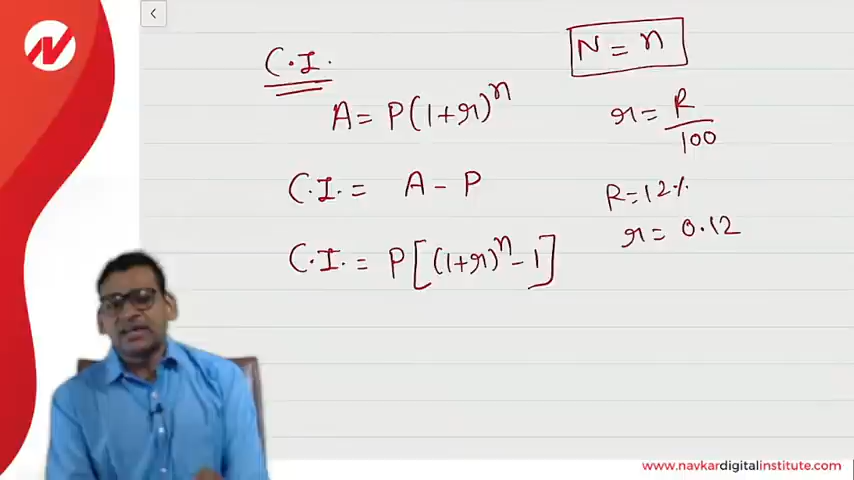 C.I.
N = n
A = P(1+r)^n
r = R/100
C.I. = A - P
R = 12%
r = 0.12
C.I. = P[(1+r)^n - 1]
www.navkardigitalinstitute.com